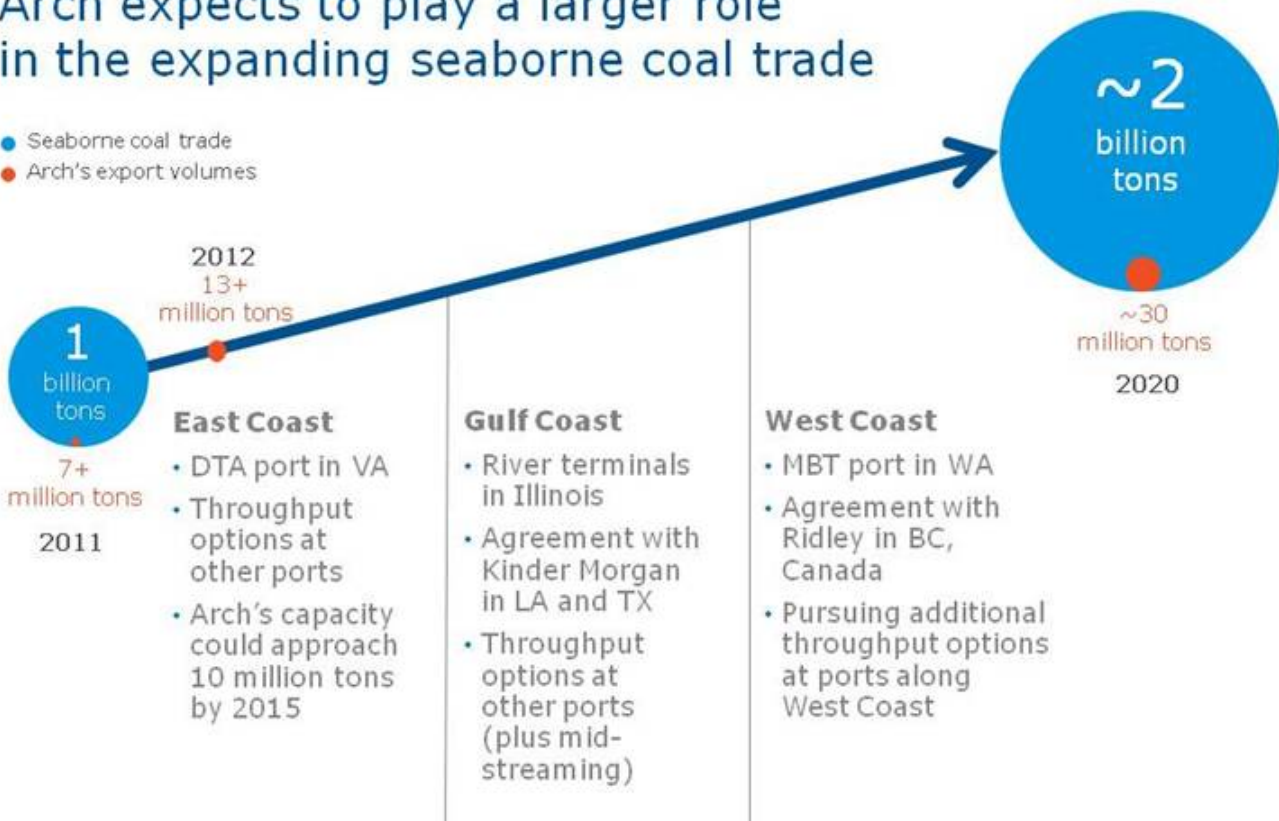 Arch expects to play a larger role
in the expanding seaborne coal trade
Seaborne coal trade
Arch's export volumes
~2
billion
tons
2012
13+
million tons
1
billion
tons
7+
million tons
2011
~30
million tons
2020
East Coast
• DTA port in VA
• Throughput
options at
other ports
• Arch's capacity
could approach
10 million tons
by 2015
Gulf Coast
• River terminals
in Illinois
• Agreement with
Kinder Morgan
in LA and TX
• Throughput
options at
other ports
(plus mid-
streaming)
West Coast
• MBT port in WA
• Agreement with
Ridley in BC,
Canada
• Pursuing additional
throughput options
at ports along
West Coast